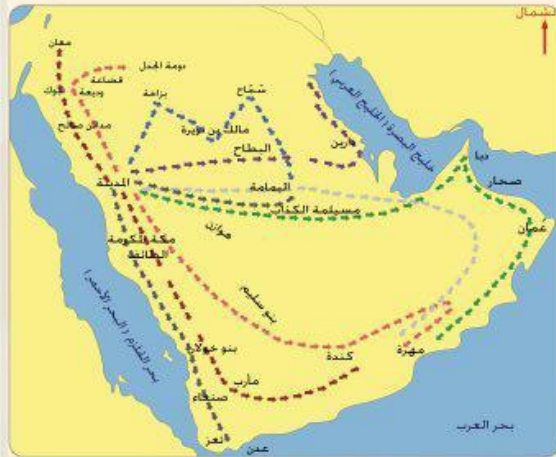 شمال
معان
دومة الجندل
قضاعة
تبوك
وديعة
مدائن صالح
بزاخة
سَمّاح
مالك بن نويرة
البطاح
دارين
خليج البصرة (الخليج العربي)
دبا
صحار
عُمان
المدينة
اليمامة
مسيلمة الكذاب
هوازن
مكة المكرمة
الطائف
بحر القلزم (البحر الأحمر)
بنو سليم
بنو خولان
كندة
مهرة
مأرب
صنعاء
تعز
عدن
بحر العرب